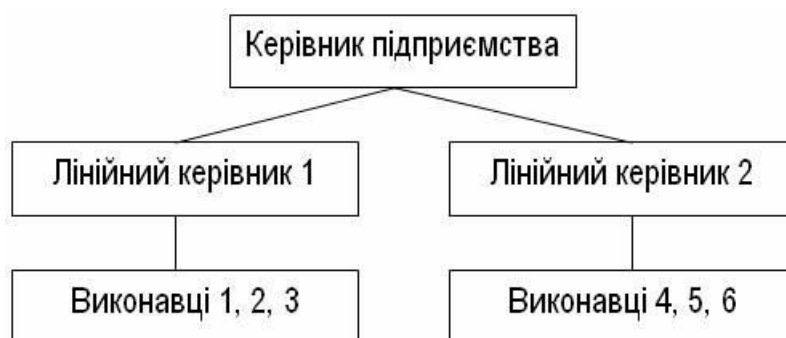 Керівник підприємства
Лінійний керівник 1
Лінійний керівник 2
Виконавці 1, 2, 3
Виконавці 4, 5, 6